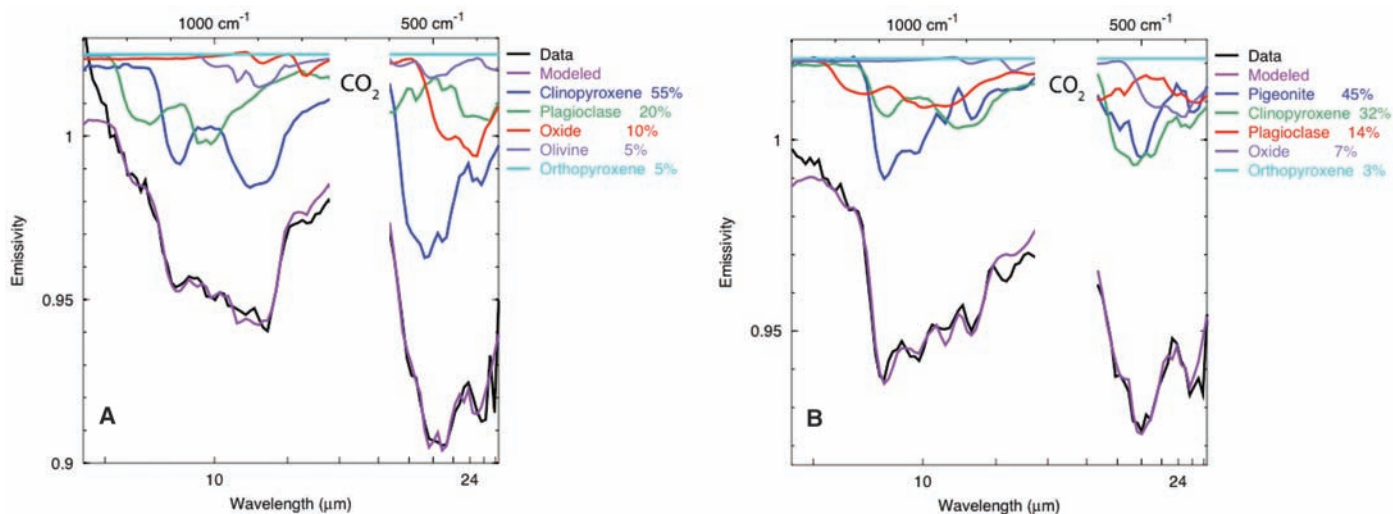 1000 cm-1 500 cm-1
Data
Modeled
Clinopyroxene 55%
Plagioclase 20%
Oxide 10%
Olivine 5%
Orthopyroxene 5%
CO2
1
0.95
0.9
Emissivity
A
10 24
Wavelength (μm)
1000 cm-1 500 cm-1
Data
Modeled
Pigeonite 45%
Clinopyroxene 32%
Plagioclase 14%
Oxide 7%
Orthopyroxene 3%
CO2
1
0.95
Emissivity
B
10 24
Wavelength (μm)